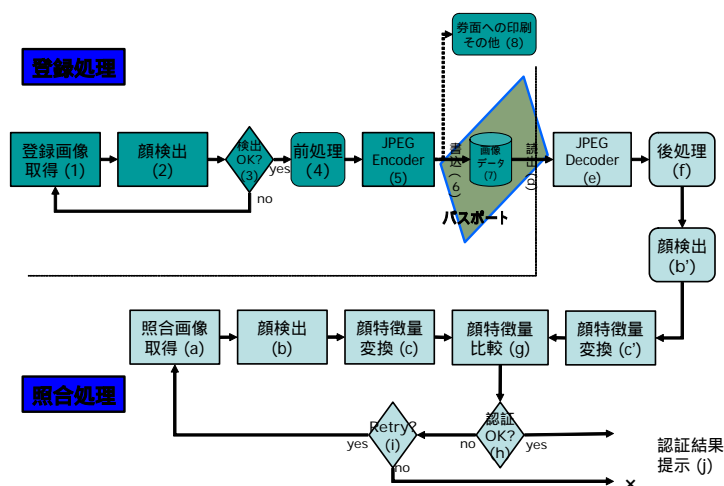 券面への印刷
その他 (8)
登録処理
登録画像
取得 (1)
顔検出
(2)
検出
OK?
(3)
yes
no
前処理
(4)
JPEG
Encoder
(5)
書込 (6)
画像
データ
(7)
読出 (d)
パスポート
JPEG
Decoder
(e)
後処理
(f)
顔検出
(b’)
照合画像
取得 (a)
顔検出
(b)
顔特徴量
変換 (c)
顔特徴量
比較 (g)
顔特徴量
変換 (c’)
照合処理
Retry?
(i)
yes
no
認証
OK?
(h)
no
yes
認証結果
提示 (j)
×